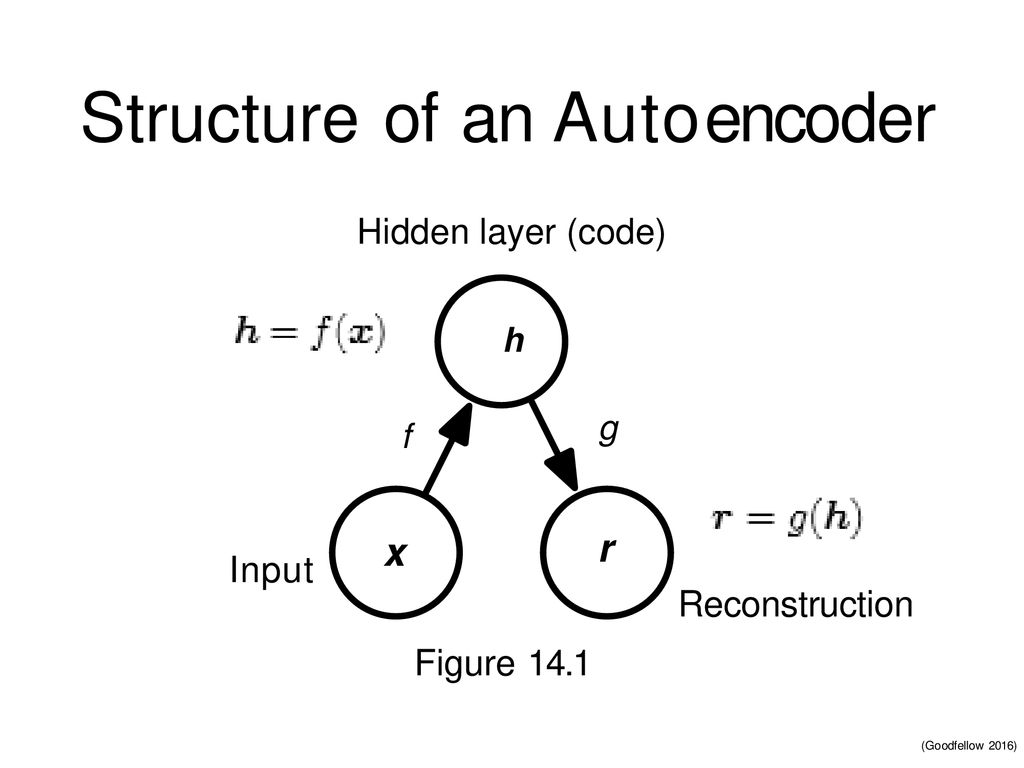 Structure of an Autoencoder
Hidden layer (code)
h = f(x)
h
f
g
r = g(h)
Input
x
r
Reconstruction
Figure 14.1
(Goodfellow 2016)